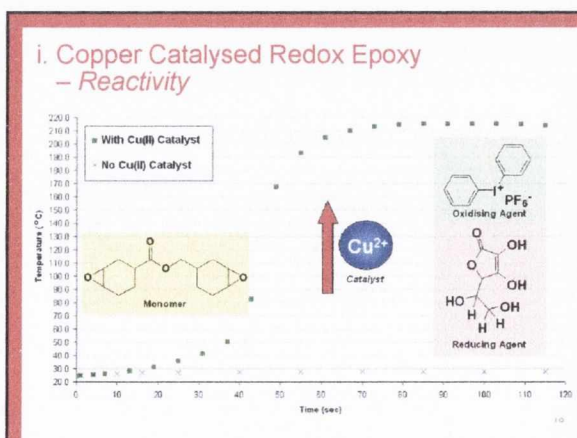 i. Copper Catalysed Redox Epoxy
– Reactivity
220.0
210.0
200.0
190.0
180.0
170.0
160.0
150.0
140.0
130.0
120.0
110.0
100.0
90.0
80.0
70.0
60.0
50.0
40.0
30.0
20.0
Temperature (°C)
With Cu(II) Catalyst
No Cu(II) Catalyst
O
O
O
O
Monomer
Cu2+
Catalyst
I+
PF6-
Oxidising Agent
O
O
OH
OH
HO
OH
H
H
H
Reducing Agent
0 10 20 30 40 50 60 70 80 90 100 110 120
Time (sec)